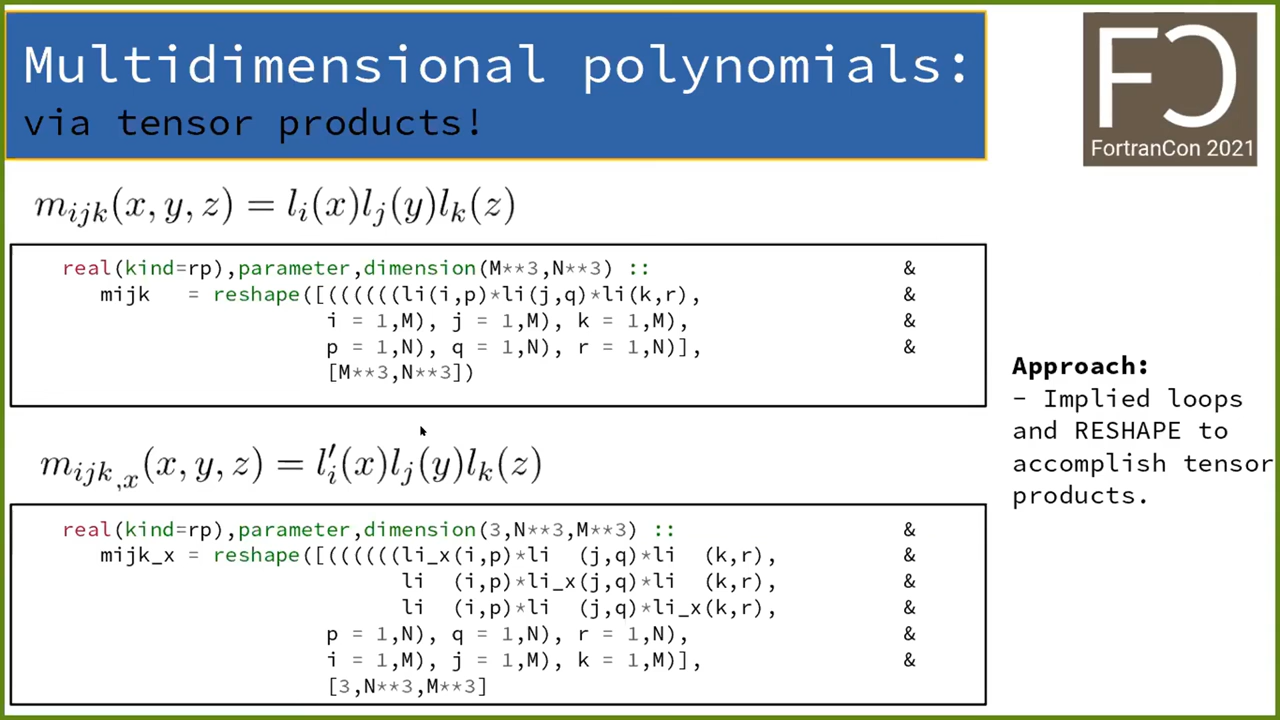 Multidimensional polynomials:
via tensor products!
FC
FortranCon 2021
m_{ijk}(x, y, z) = l_i(x)l_j(y)l_k(z)
real(kind=rp),parameter,dimension(M**3,N**3) :: &
mijk = reshape([((((((li(i,p)*li(j,q)*li(k,r), &
i = 1,M), j = 1,M), k = 1,M), &
p = 1,N), q = 1,N), r = 1,N)], &
[M**3,N**3])
m_{ijk,x}(x, y, z) = l'_i(x)l_j(y)l_k(z)
real(kind=rp),parameter,dimension(3,N**3,M**3) :: &
mijk_x = reshape([((((((li_x(i,p)*li (j,q)*li (k,r), &
li (i,p)*li_x(j,q)*li (k,r), &
li (i,p)*li (j,q)*li_x(k,r), &
p = 1,N), q = 1,N), r = 1,N), &
i = 1,M), j = 1,M), k = 1,M)], &
[3,N**3,M**3]
Approach:
- Implied loops
and RESHAPE to
accomplish tensor
products.